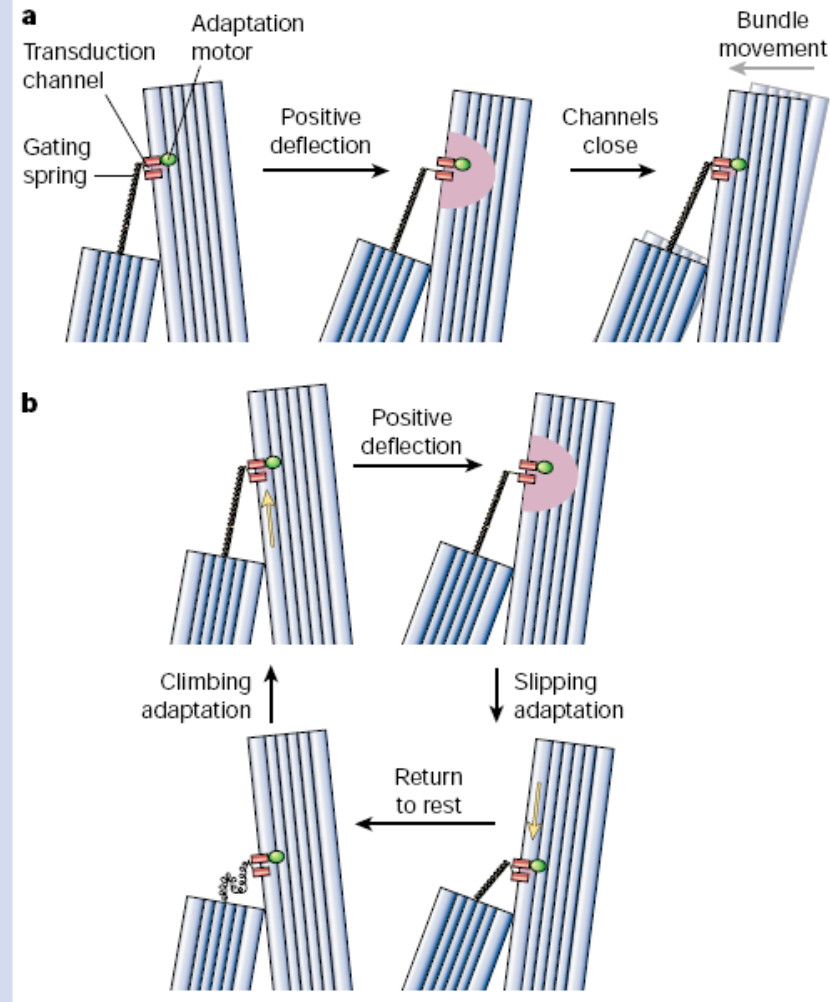 a
Adaptation
motor
Transduction
channel
Gating
spring
Positive
deflection
Channels
close
Bundle
movement
b
Positive
deflection
Climbing
adaptation
Slipping
adaptation
Return
to rest